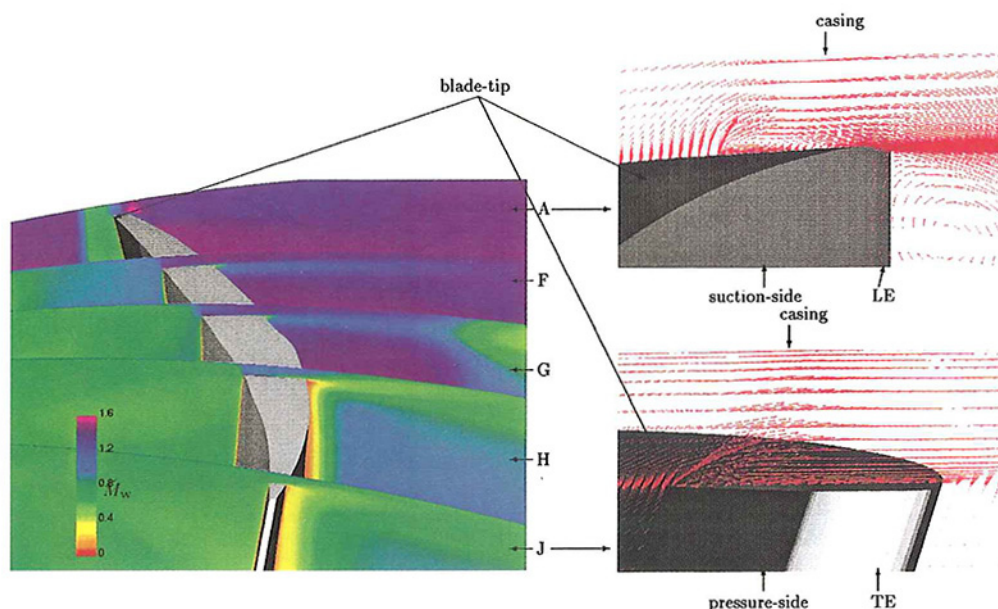 casing
blade-tip
A
F
suction-side
LE
casing
G
1.6
1.2
H
0.8
M_w
0.4
0
J
pressure-side
TE